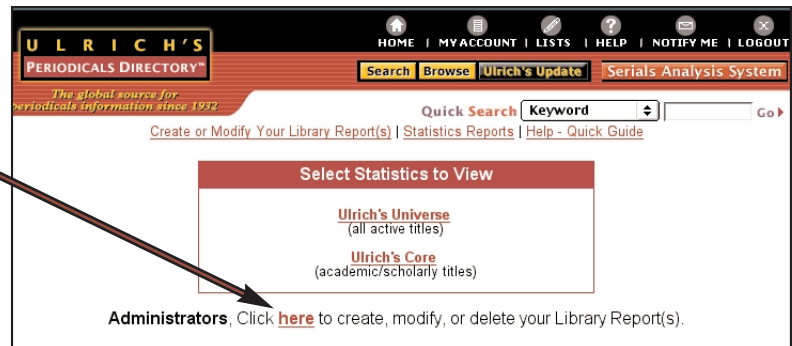 HOME | MY ACCOUNT | LISTS | HELP | NOTIFY ME | LOGOUT
ULRICH'S
PERIODICALS DIRECTORY™
Search Browse Ulrich's Update Serials Analysis System
The global source for
periodicals information since 1932
Quick Search Keyword Go
Create or Modify Your Library Report(s) | Statistics Reports | Help - Quick Guide
Select Statistics to View
Ulrich's Universe
(all active titles)
Ulrich's Core
(academic/scholarly titles)
Administrators, Click here to create, modify, or delete your Library Report(s).